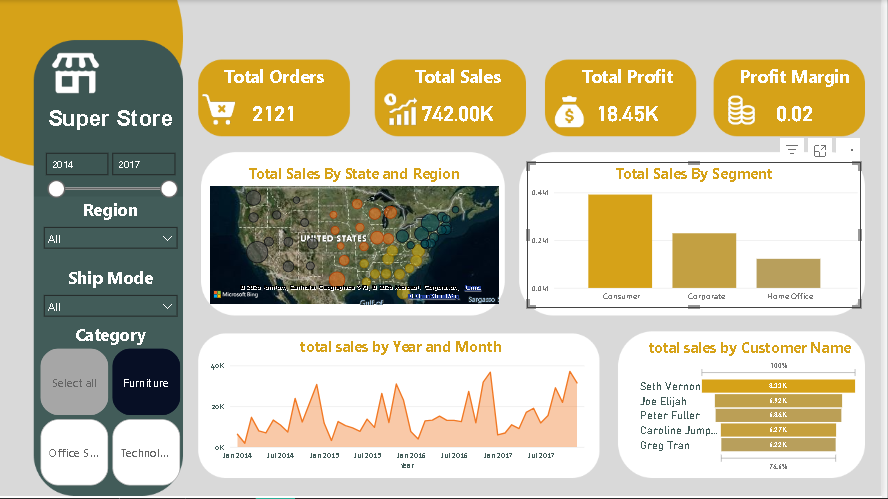 Super Store
2014
2017
Region
All
Ship Mode
All
Category
Select all
Furniture
Office S...
Technol...
Total Orders
2121
Total Sales
742.00K
Total Profit
18.45K
Profit Margin
0.02
Total Sales By State and Region
UNITED STATES
Gulf of
Sargasso S
Microsoft Bing
Total Sales By Segment
0.4M
0.2M
0.0M
Consumer
Corporate
Home Office
total sales by Year and Month
40K
20K
0K
Jan 2014
Jul 2014
Jan 2015
Jul 2015
Jan 2016
Jul 2016
Jan 2017
Jul 2017
Year
total sales by Customer Name
100%
Seth Vernon
Joe Elijah
6.92K
Peter Fuller
Caroline Jump...
6.27K
Greg Tran
6.22K
74.6%